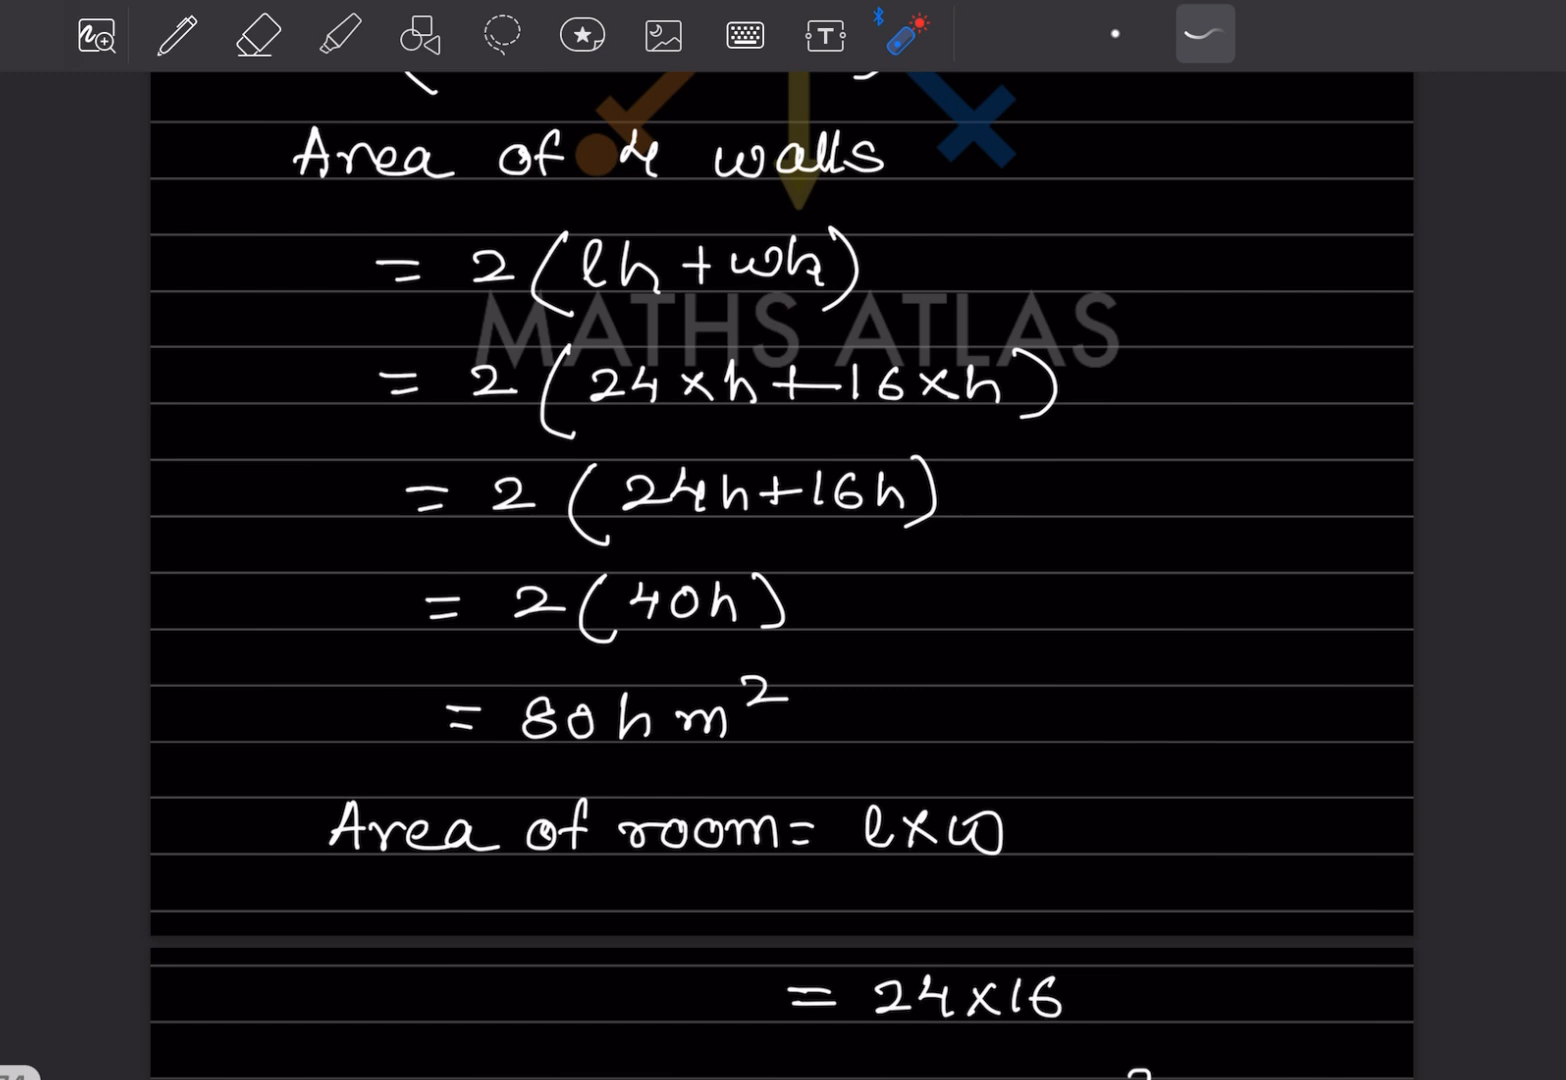 Area of 4 walls
= 2(lh + wh)
MATHS ATLAS
= 2(24×h+16×h)
= 2(24h+16h)
= 2(40h)
= 80h m²
Area of room = l×w
= 24×16